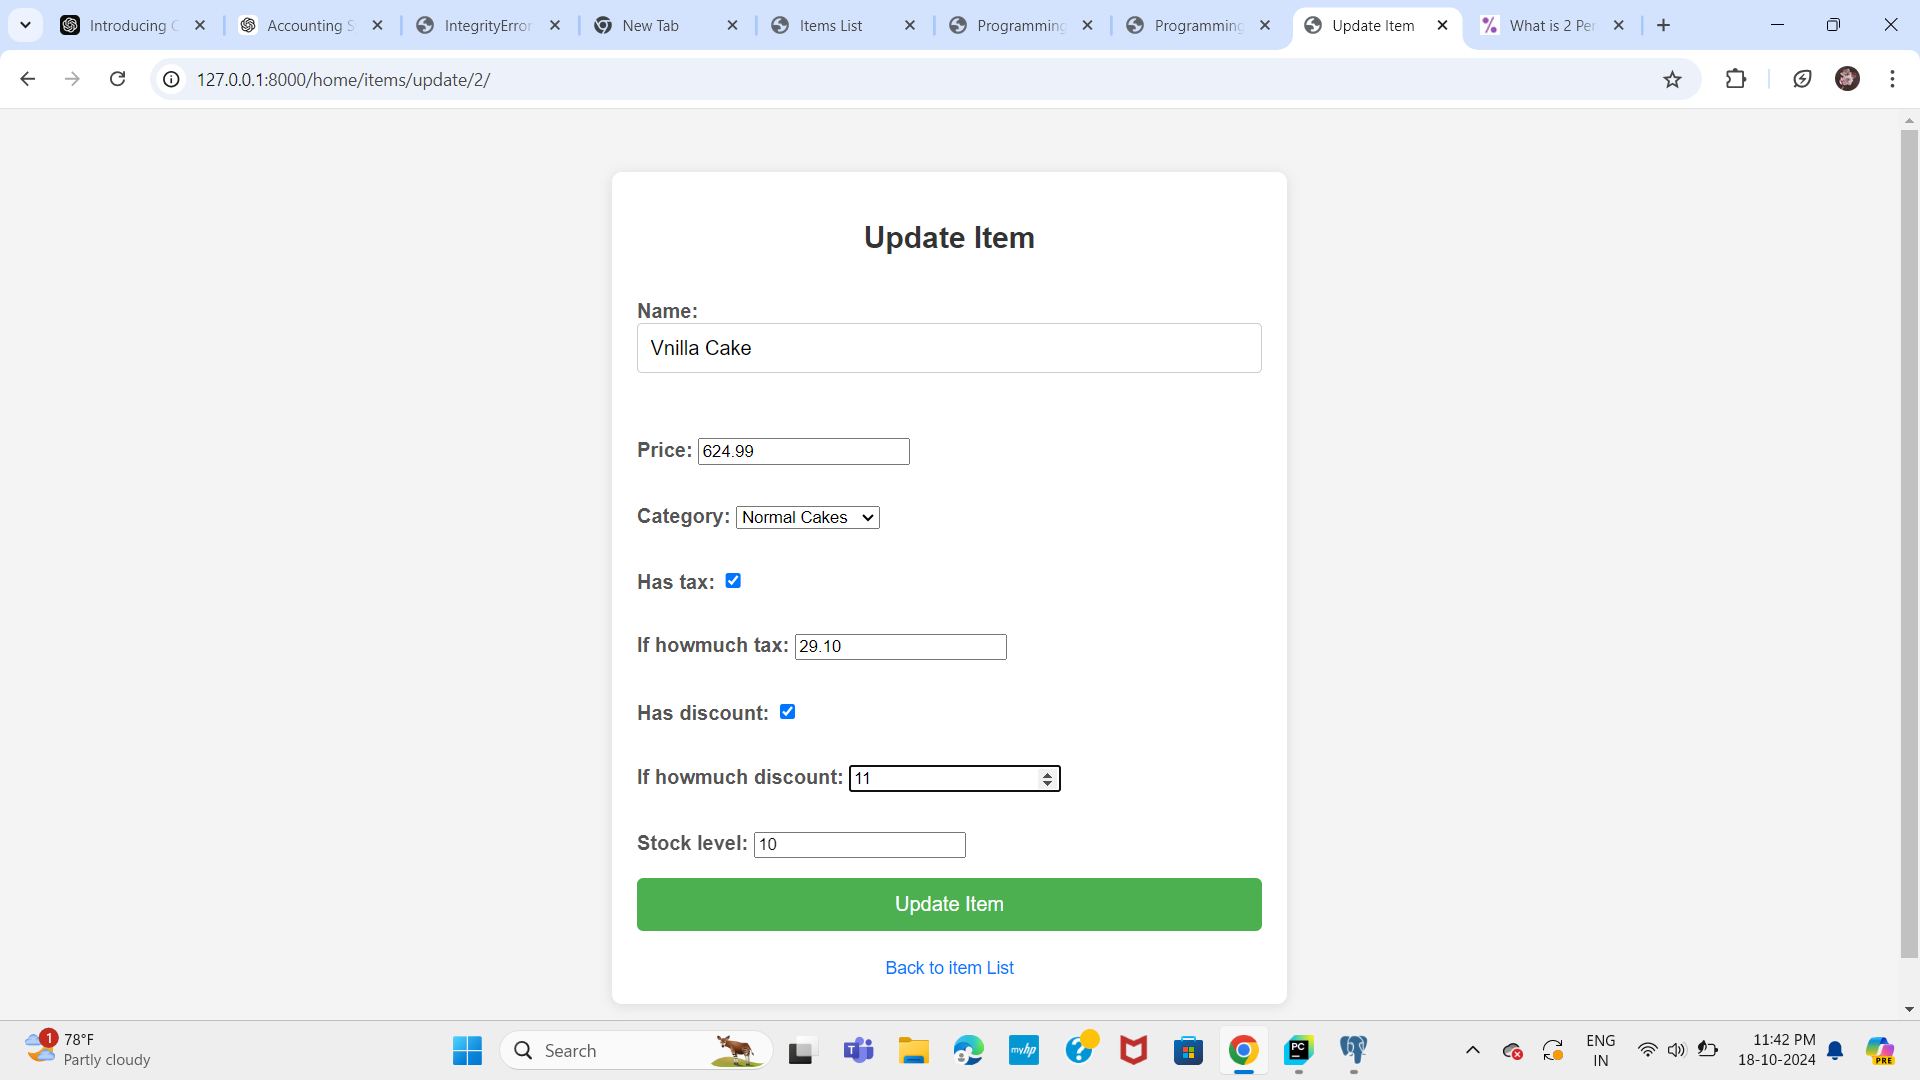 Introducing C
Accounting S
IntegrityError
New Tab
Items List
Programming
Programming
Update Item
What is 2 Per
127.0.0.1:8000/home/items/update/2/
Update Item
Name:
Vnilla Cake
Price: 624.99
Category: Normal Cakes
Has tax:
If howmuch tax: 29.10
Has discount:
If howmuch discount: 11
Stock level: 10
Update Item
Back to item List
1
78°F
Partly cloudy
Search
myhp
PC
ENG
IN
11:42 PM
18-10-2024
PRE